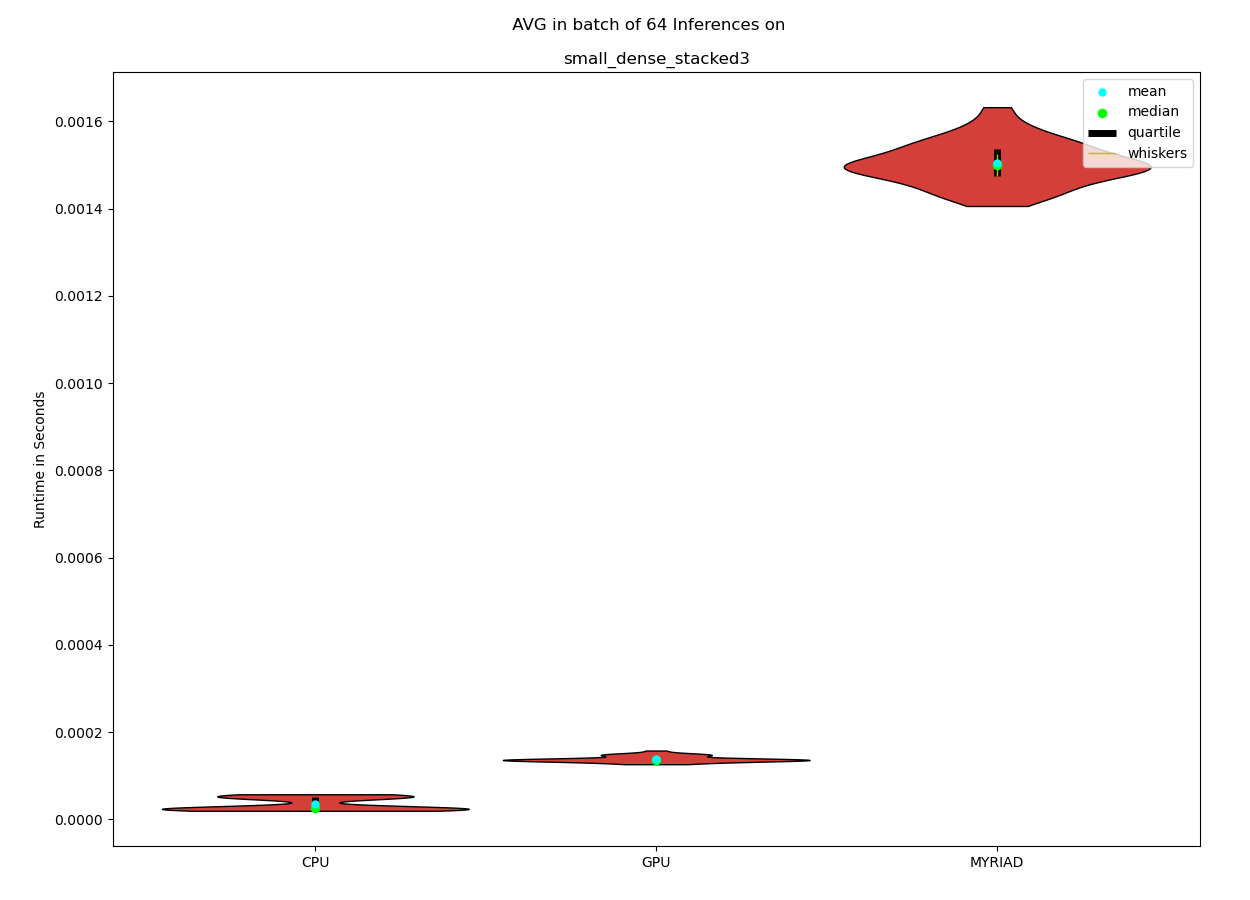 AVG in batch of 64 Inferences on
small_dense_stacked3
mean
median
quartile
whiskers
0.0016
0.0014
0.0012
0.0010
0.0008
0.0006
0.0004
0.0002
0.0000
Runtime in Seconds
CPU
GPU
MYRIAD